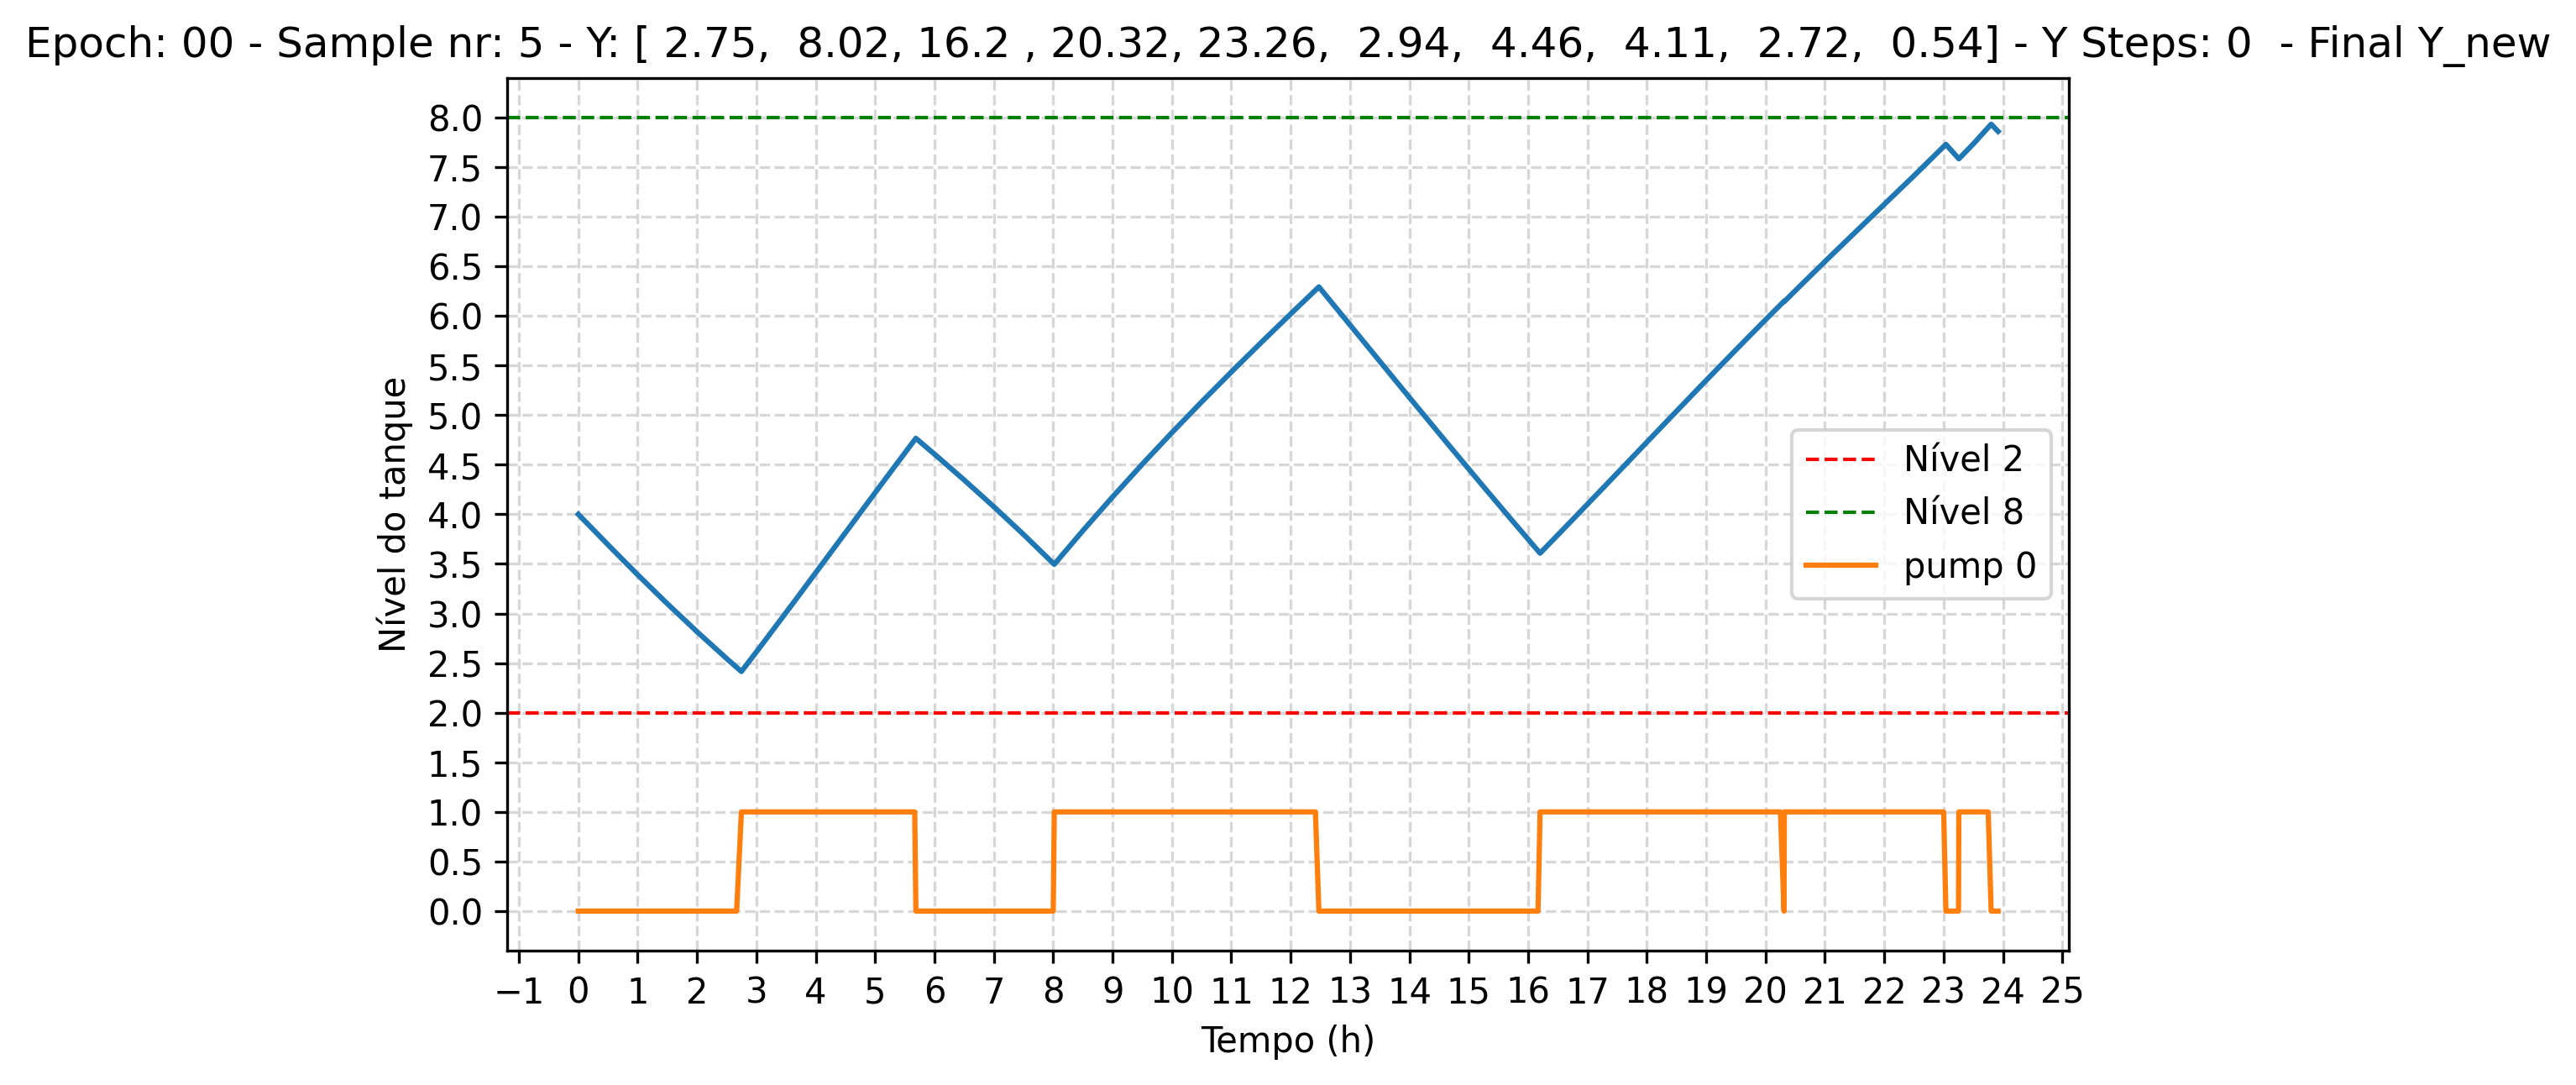 Epoch: 00 - Sample nr: 5 - Y: [ 2.75,  8.02, 16.2 , 20.32, 23.26,  2.94,  4.46,  4.11,  2.72,  0.54] - Y Steps: 0  - Final Y_new
8.0
7.5
7.0
6.5
6.0
5.5
5.0
4.5
4.0
3.5
3.0
2.5
2.0
1.5
1.0
0.5
0.0
Nível do tanque
Nível 2
Nível 8
pump 0
−1 0 1 2 3 4 5 6 7 8 9 10 11 12 13 14 15 16 17 18 19 20 21 22 23 24 25
Tempo (h)